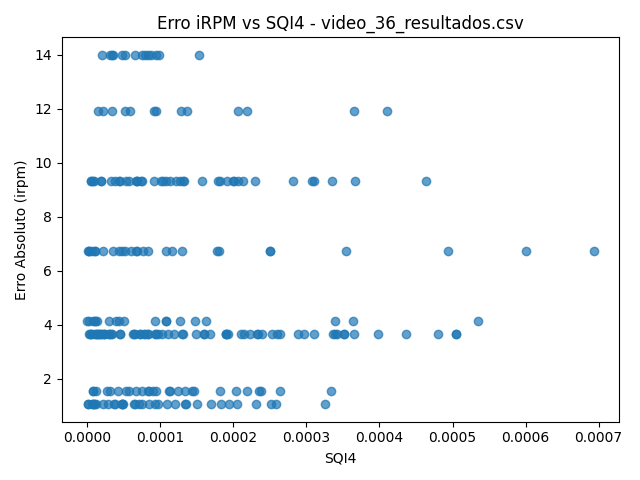 Erro iRPM vs SQI4 - video_36_resultados.csv
Erro Absoluto (irpm)
14
12
10
8
6
4
2
0.0000 0.0001 0.0002 0.0003 0.0004 0.0005 0.0006 0.0007
SQI4